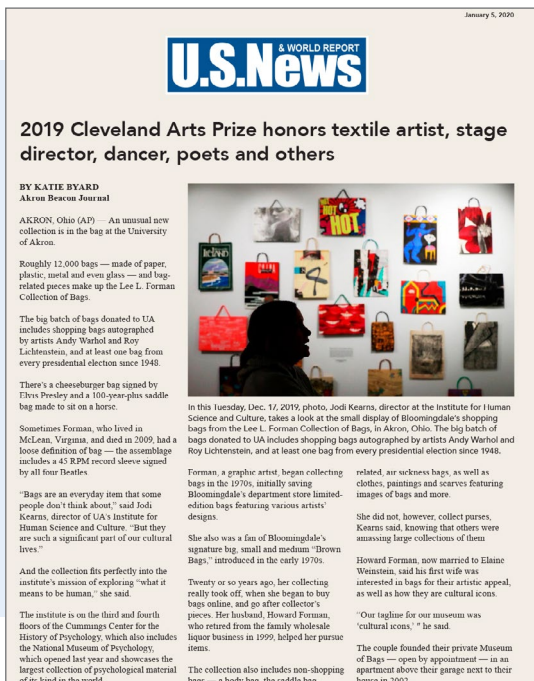 January 5, 2020
U.S.News
& WORLD REPORT
2019 Cleveland Arts Prize honors textile artist, stage
director, dancer, poets and others
BY KATIE BYARD
Akron Beacon Journal
AKRON, Ohio (AP) — An unusual new
collection is in the bag at the University
of Akron.
Roughly 12,000 bags — made of paper,
plastic, metal and even glass — and bag-
related pieces make up the Lee L. Forman
Collection of Bags.
The big batch of bags donated to UA
includes shopping bags autographed
by artists Andy Warhol and Roy
Lichtenstein, and at least one bag from
every presidential election since 1948.
There’s a cheeseburger bag signed by
Elvis Presley and a 100-year-plus saddle
bag made to sit on a horse.
Sometimes Forman, who lived in
McLean, Virginia, and died in 2009, had a
loose definition of bag — the assemblage
includes a 45 RPM record sleeve signed
by all four Beatles
“Bags are an everyday item that some
people don’t think about,” said Jodi
Kearns, director of UA’s Institute for
Human Science and Culture. “But they
are such a significant part of our cultural
lives.”
And the collection fits perfectly into the
institute’s mission of exploring “what it
means to be human,” she said.
The institute is on the third and fourth
floors of the Cummings Center for the
History of Psychology, which also includes
the National Museum of Psychology,
which opened last year and showcases the
largest collection of psychological material
of its kind in the world
HOT
HOT
HOT
IRELAND
In this Tuesday, Dec. 17, 2019, photo, Jodi Kearns, director at the Institute for Human
Science and Culture, takes a look at the small display of Bloomingdale's shopping
bags from the Lee L. Forman Collection of Bags, in Akron, Ohio. The big batch of
bags donated to UA includes shopping bags autographed by artists Andy Warhol and
Roy Lichtenstein, and at least one bag from every presidential election since 1948.
Forman, a graphic artist, began collecting
bags in the 1970s, initially saving
Bloomingdale’s department store limited-
edition bags featuring various artists’
designs.
She also was a fan of Bloomingdale’s
signature big, small and medium “Brown
Bags,” introduced in the early 1970s.
Twenty or so years ago, her collecting
really took off, when she began to buy
bags online, and go after collector’s
pieces. Her husband, Howard Forman,
who retired from the family wholesale
liquor business in 1999, helped her pursue
items.
The collection also includes non-shopping
bags — a body bag, the saddle bag
related, air sickness bags, as well as
clothes, paintings and scarves featuring
images of bags and more.
She did not, however, collect purses,
Kearns said, knowing that others were
amassing large collections of them
Howard Forman, now married to Elaine
Weinstein, said his first wife was
interested in bags for their artistic appeal,
as well as how they are cultural icons.
“Our tagline for our museum was
‘cultural icons,’ ” he said.
The couple founded their private Museum
of Bags — open by appointment — in an
apartment above their garage next to their
house in 2002